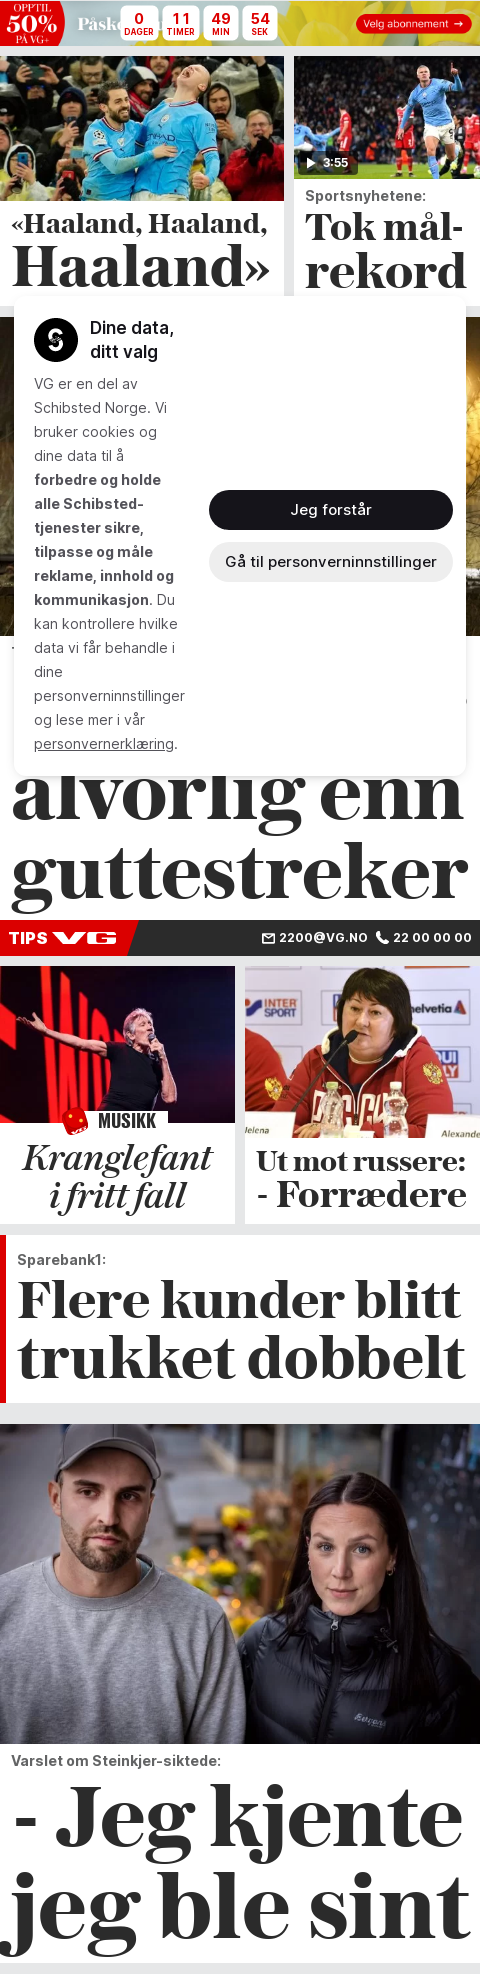 OPPTIL
50%
PÅ VG+
0 DAGER
11 TIMER
49 MIN
54 SEK
Velg abonnement →
«Haaland, Haaland,
Haaland»
3:55
Sportsnyhetene:
Tok mål-
rekord
Dine data,
ditt valg
VG er en del av
Schibsted Norge. Vi
bruker cookies og
dine data til å
forbedre og holde
alle Schibsted-
tjenester sikre,
tilpasse og måle
reklame, innhold og
kommunikasjon. Du
kan kontrollere hvilke
data vi får behandle i
dine
personverninnstillinger
og lese mer i vår
personvernerklæring.
Jeg forstår
Gå til personverninnstillinger
alvorlig enn
guttestreker
TIPS VG
2200@VG.NO
22 00 00 00
INTER
SPORT
helvetia
MUSIKK
Kranglefant
i fritt fall
Ut mot russere:
- Forrædere
Sparebank1:
Flere kunder blitt
trukket dobbelt
Varslet om Steinkjer-siktede:
- Jeg kjente
jeg ble sint